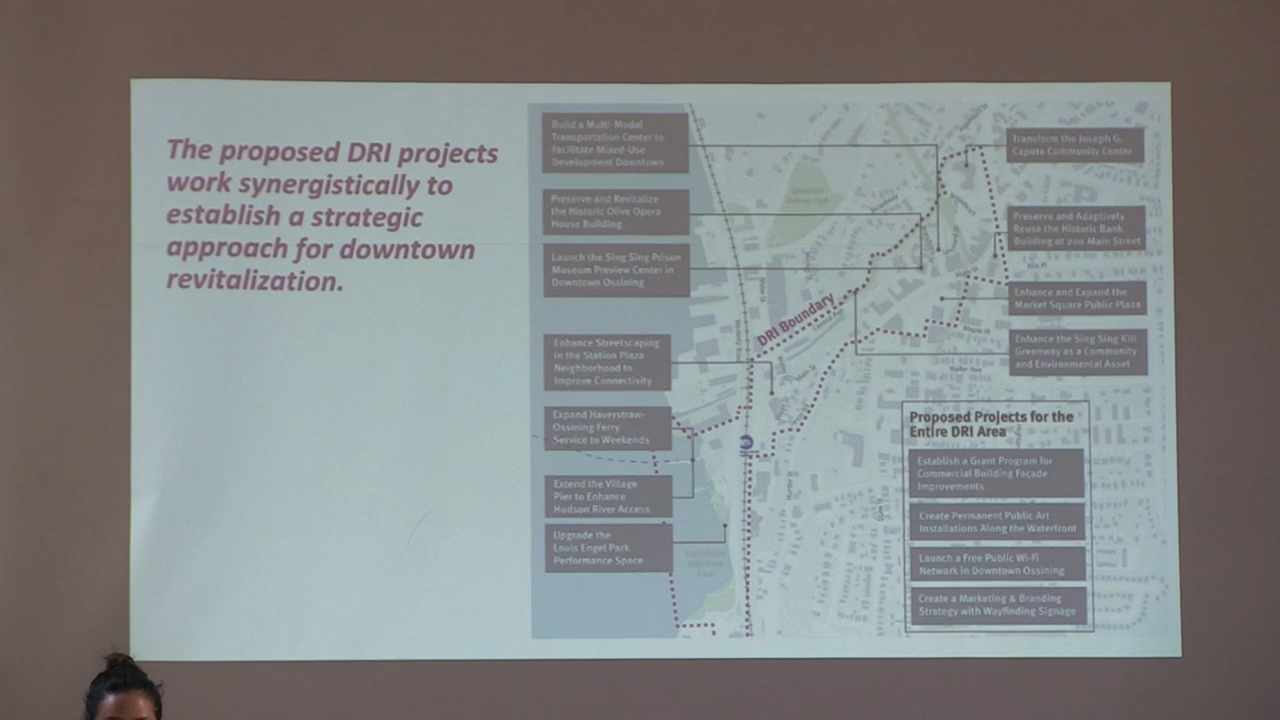 The proposed DRI projects
work synergistically to
establish a strategic
approach for downtown
revitalization.
Build a Multi-Modal
Transportation Center to
Facilitate Mixed-Use
Development Downtown
Preserve and Revitalize
the Historic Olive Opera
House Building
Launch the Sing Sing Prison
Museum Preview Center in
Downtown Ossining
Enhance Streetscaping
in the Station Plaza
Neighborhood to
Improve Connectivity
Expand Haverstraw-
Ossining Ferry
Service to Weekends
Extend the Village
Pier to Enhance
Hudson River Access
Upgrade the
Louis Engel Park
Performance Space
DRI Boundary
Transform the Joseph G.
Caputo Community Center
Preserve and Adaptively
Reuse the Historic Bank
Building at 200 Main Street
Enhance and Expand the
Market Square Public Plaza
Enhance the Sing Sing Kill
Greenway as a Community
and Environmental Asset
Waller Ave
Proposed Projects for the
Entire DRI Area
Establish a Grant Program for
Commercial Building Façade
Improvements
Create Permanent Public Art
Installations Along the Waterfront
Launch a Free Public Wi-Fi
Network in Downtown Ossining
Create a Marketing & Branding
Strategy with Wayfinding Signage